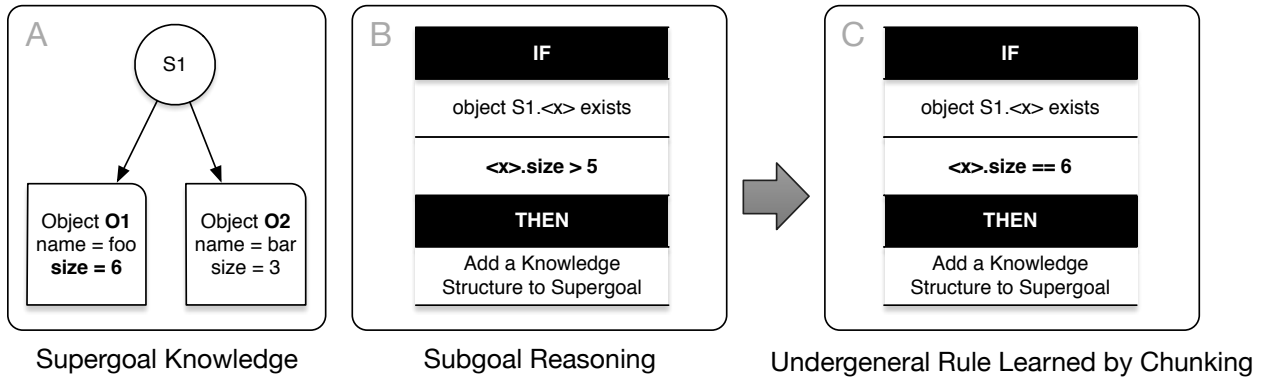 A
S1
Object O1
name = foo
size = 6
Object O2
name = bar
size = 3
Supergoal Knowledge
B
IF
object S1.<x> exists
<x>.size > 5
THEN
Add a Knowledge
Structure to Supergoal
Subgoal Reasoning
C
IF
object S1.<x> exists
<x>.size == 6
THEN
Add a Knowledge
Structure to Supergoal
Undergeneral Rule Learned by Chunking